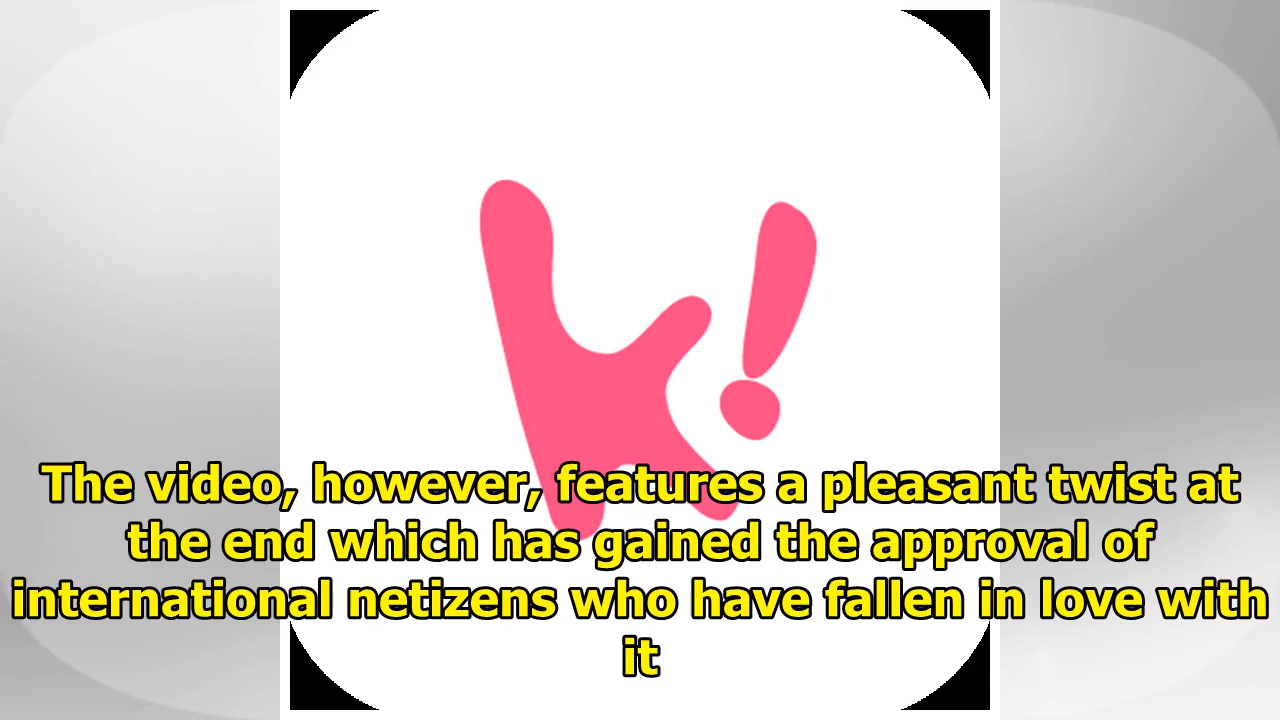 k!
The video, however, features a pleasant twist at
the end which has gained the approval of
international netizens who have fallen in love with
it